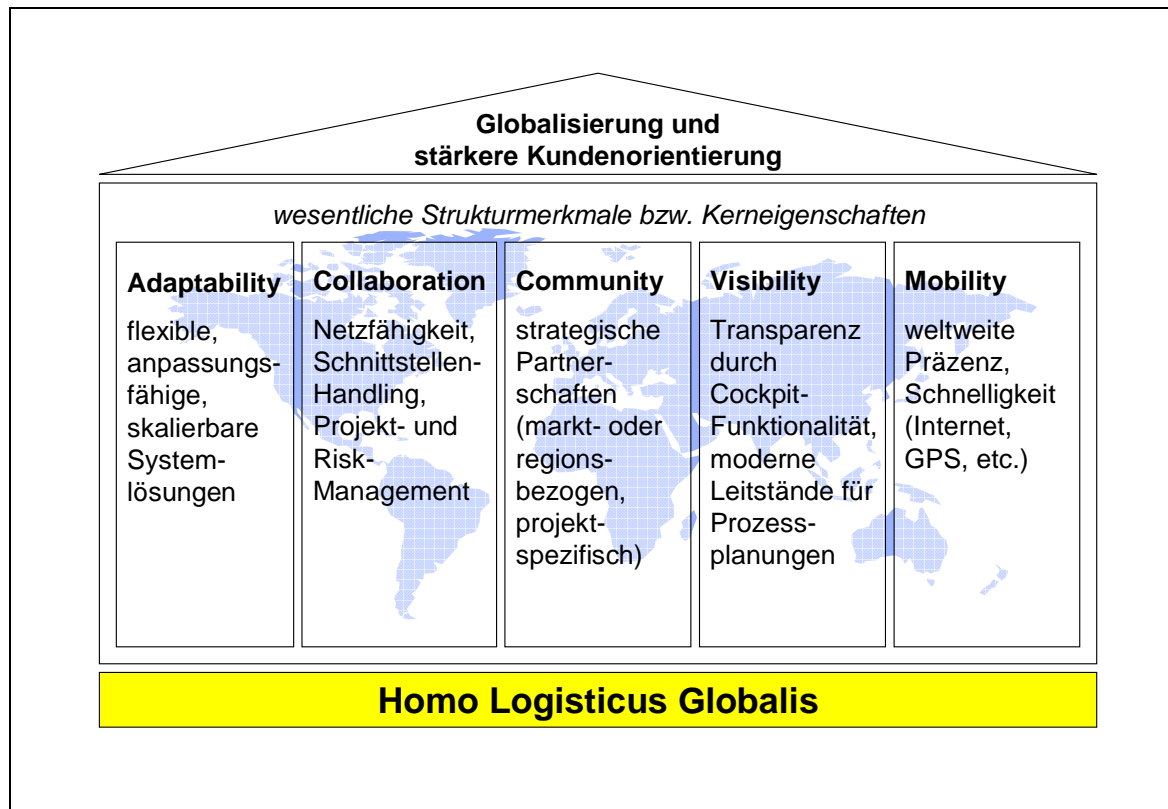 Globalisierung und
stärkere Kundenorientierung
wesentliche Strukturmerkmale bzw. Kerneigenschaften
Adaptability
flexible,
anpassungs-
fähige,
skalierbare
System-
lösungen
Collaboration
Netzfähigkeit,
Schnittstellen-
Handling,
Projekt- und
Risk-
Management
Community
strategische
Partner-
schaften
(markt- oder
regions-
bezogen,
projekt-
spezifisch)
Visibility
Transparenz
durch
Cockpit-
Funktionalität,
moderne
Leitstände für
Prozess-
planungen
Mobility
weltweite
Präzenz,
Schnelligkeit
(Internet,
GPS, etc.)
Homo Logisticus Globalis